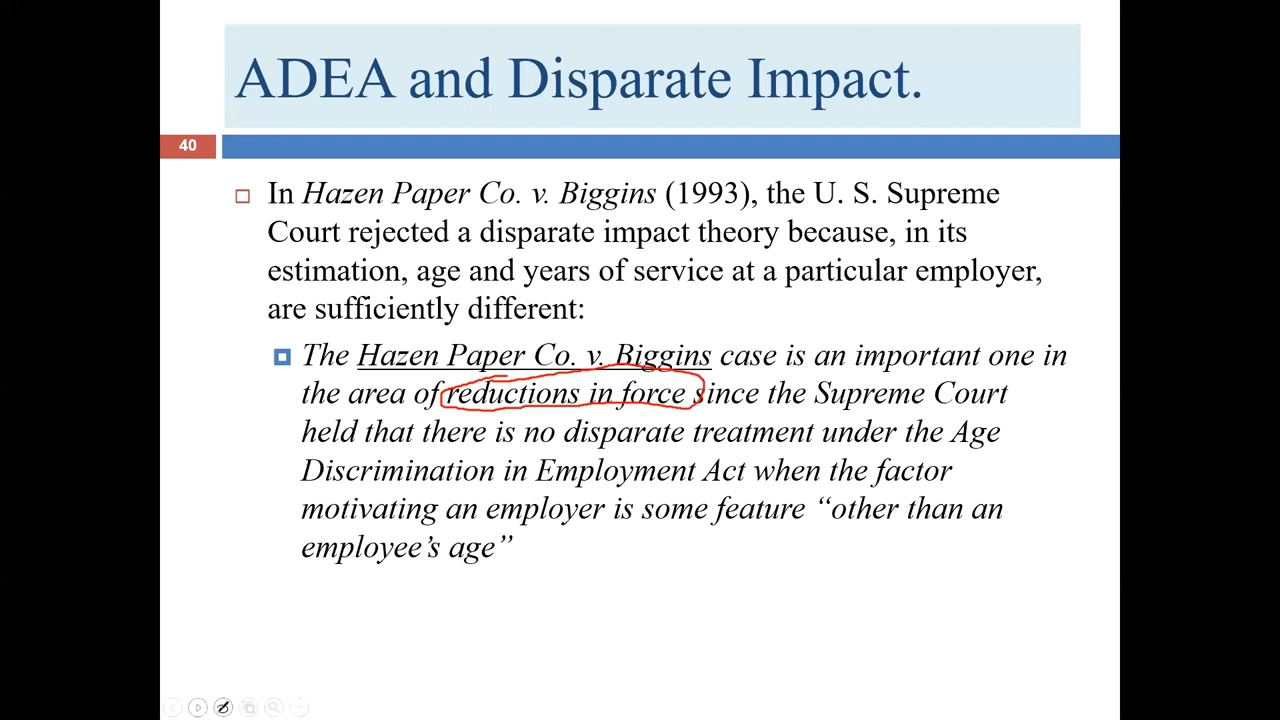 ADEA and Disparate Impact.
40
In Hazen Paper Co. v. Biggins (1993), the U. S. Supreme
Court rejected a disparate impact theory because, in its
estimation, age and years of service at a particular employer,
are sufficiently different:
The Hazen Paper Co. v. Biggins case is an important one in
the area of reductions in force since the Supreme Court
held that there is no disparate treatment under the Age
Discrimination in Employment Act when the factor
motivating an employer is some feature “other than an
employee’s age”